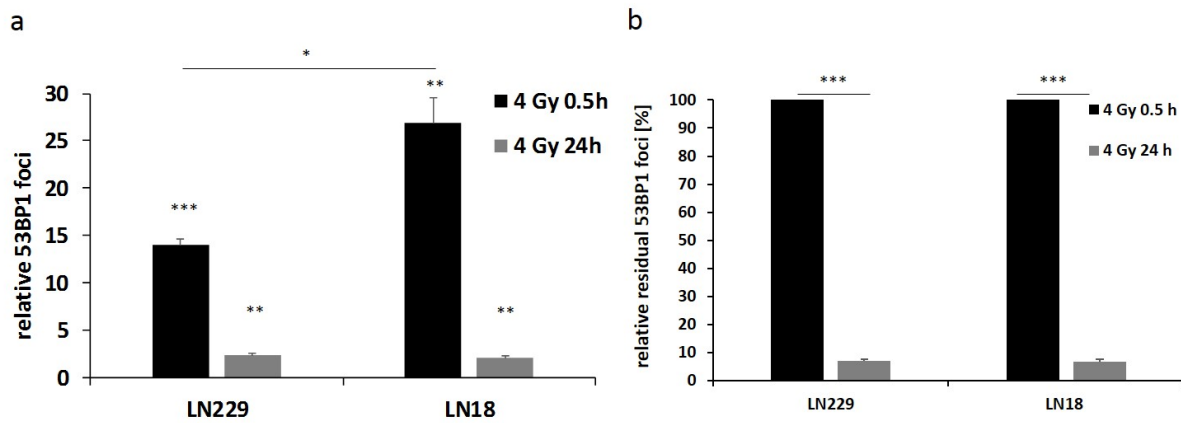 a
*
**
30
25
20
15
10
5
0
relative 53BP1 foci
***
**
**
4 Gy 0.5h
4 Gy 24h
LN229
LN18
b
***
***
100
90
80
70
60
50
40
30
20
10
0
relative residual 53BP1 foci [%]
4 Gy 0.5 h
4 Gy 24 h
LN229
LN18